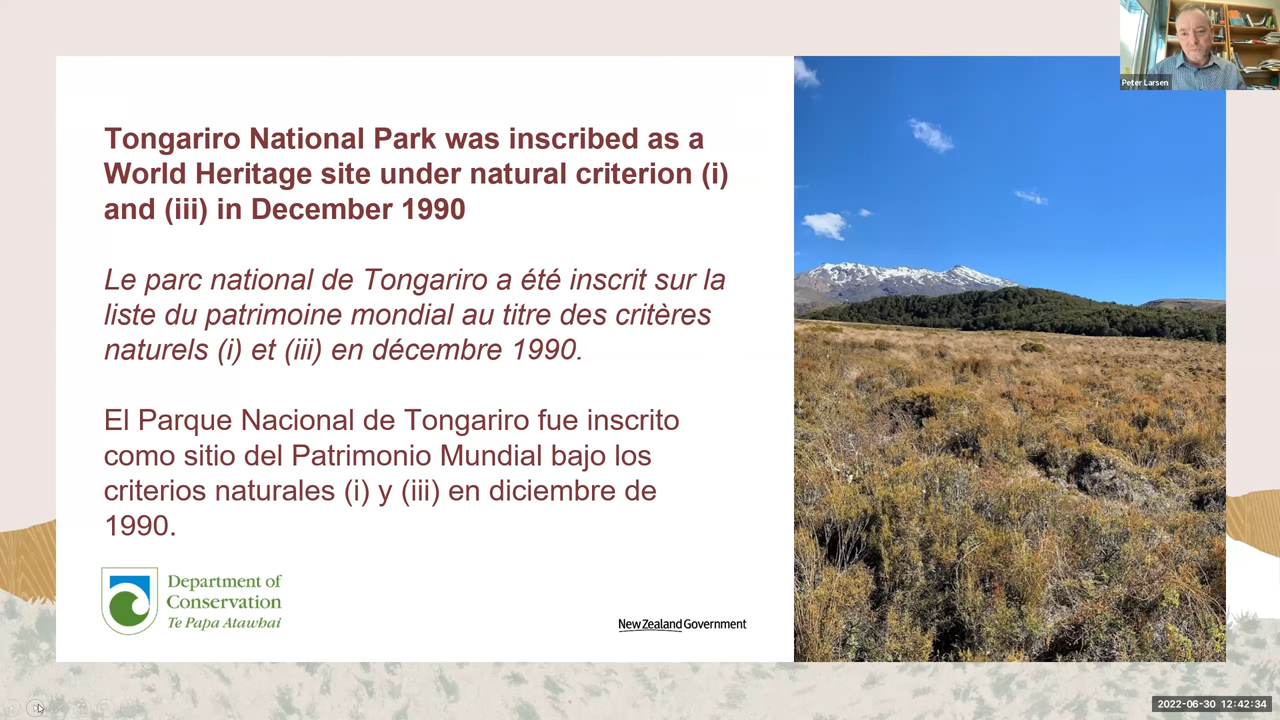 Peter Larsen
Tongariro National Park was inscribed as a
World Heritage site under natural criterion (i)
and (iii) in December 1990
Le parc national de Tongariro a été inscrit sur la
liste du patrimoine mondial au titre des critères
naturels (i) et (iii) en décembre 1990.
El Parque Nacional de Tongariro fue inscrito
como sitio del Patrimonio Mundial bajo los
criterios naturales (i) y (iii) en diciembre de
1990.
Department of
Conservation
Te Papa Atawhai
New Zealand Government
2022-06-30 12:42:34